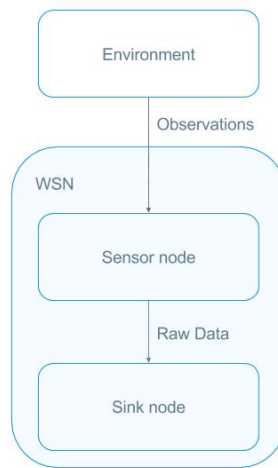 Environment
Observations
WSN
Sensor node
Raw Data
Sink node